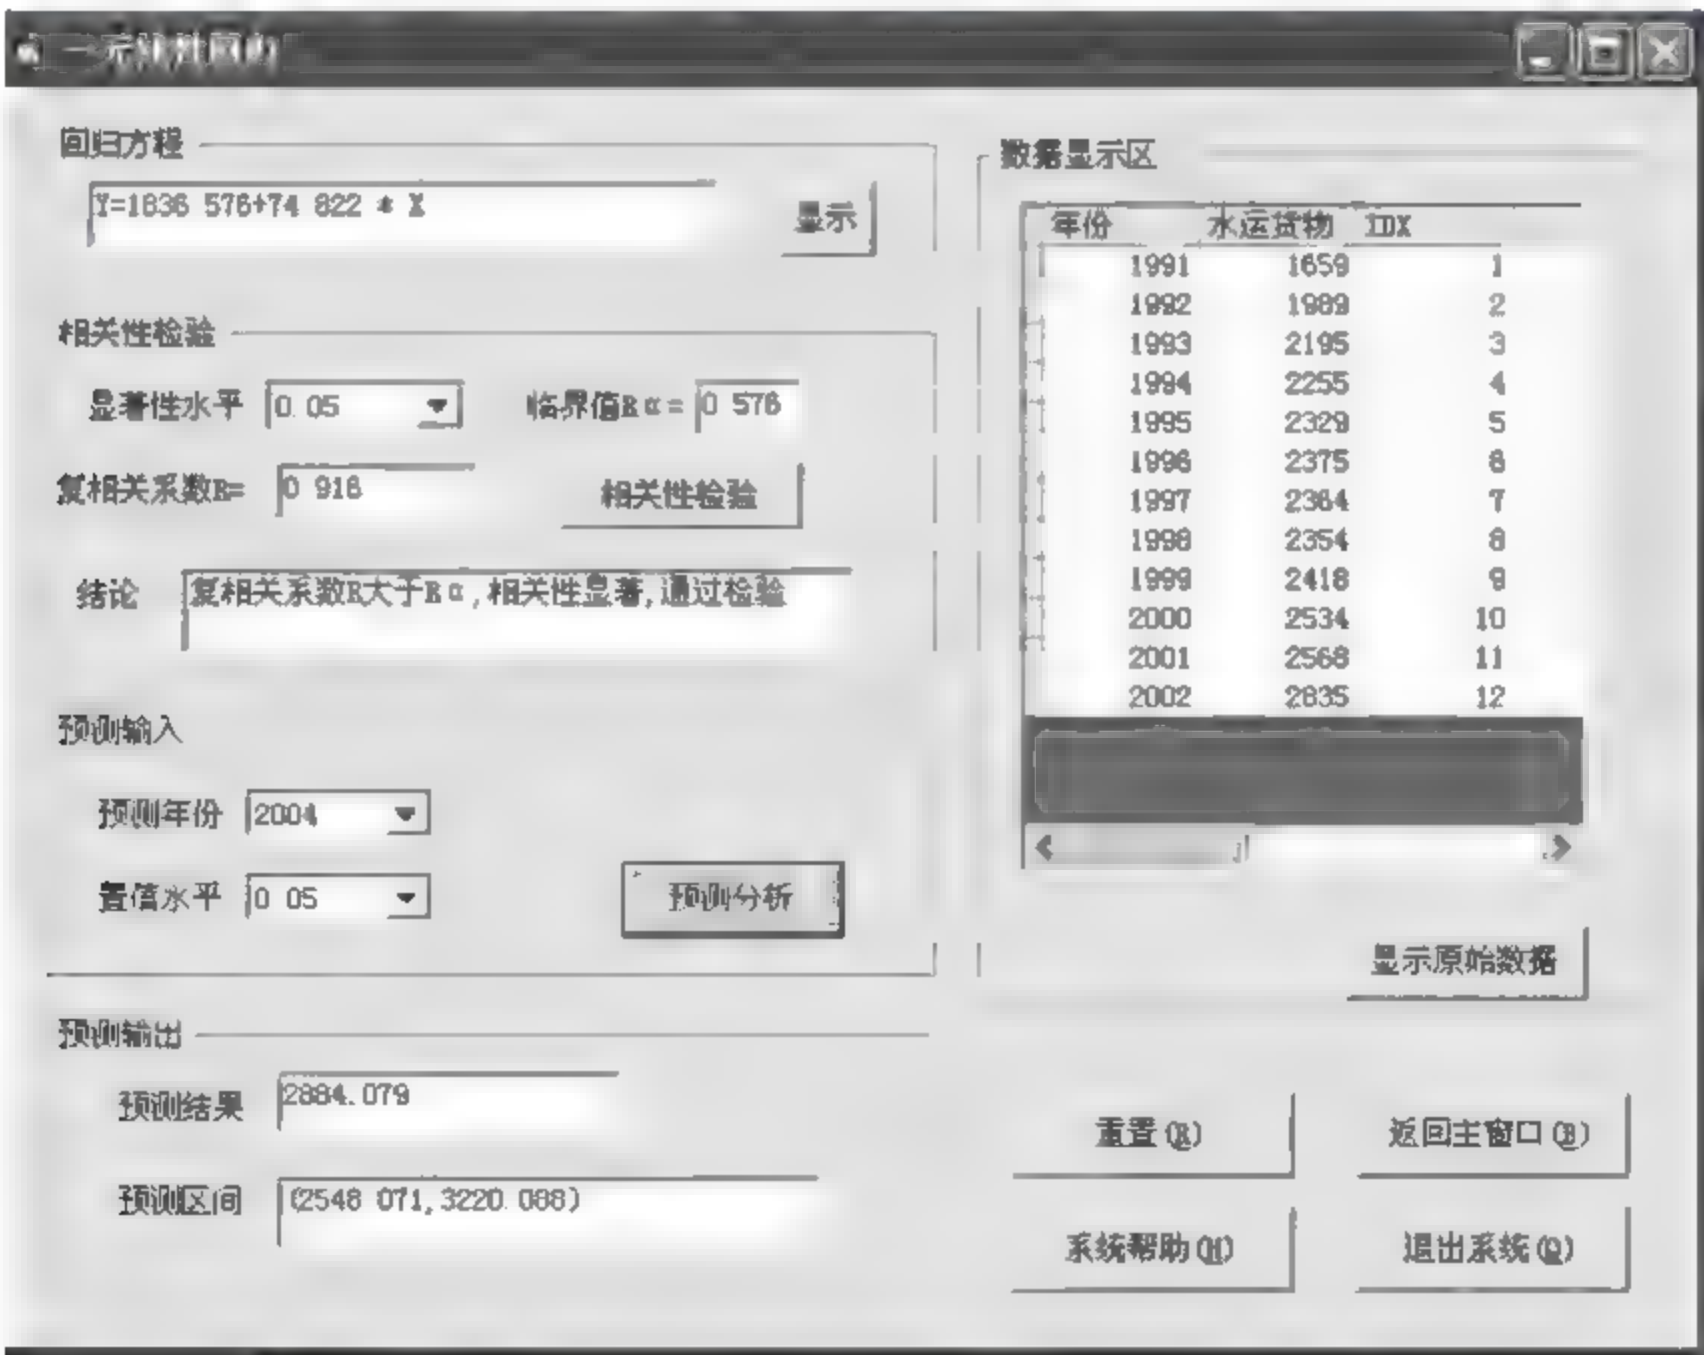 一元线性回归
回归方程
Y=1836 576+74 822 * X
显示
相关性检验
显著性水平 0.05 临界值Rα= 0 576
复相关系数R= 0 916 相关性检验
结论 复相关系数R大于Rα,相关性显著,通过检验
预测输入
预测年份 2004
置值水平 0 05
预测分析
预测输出
预测结果 2884.079
预测区间 (2548 071,3220.088)
数据显示区
年份 水运货物 IDX
1991 1659 1
1992 1989 2
1993 2195 3
1994 2255 4
1995 2329 5
1996 2375 6
1997 2364 7
1998 2354 8
1999 2418 9
2000 2534 10
2001 2568 11
2002 2835 12
显示原始数据
重置(R) 返回主窗口(B)
系统帮助(H) 退出系统(Q)